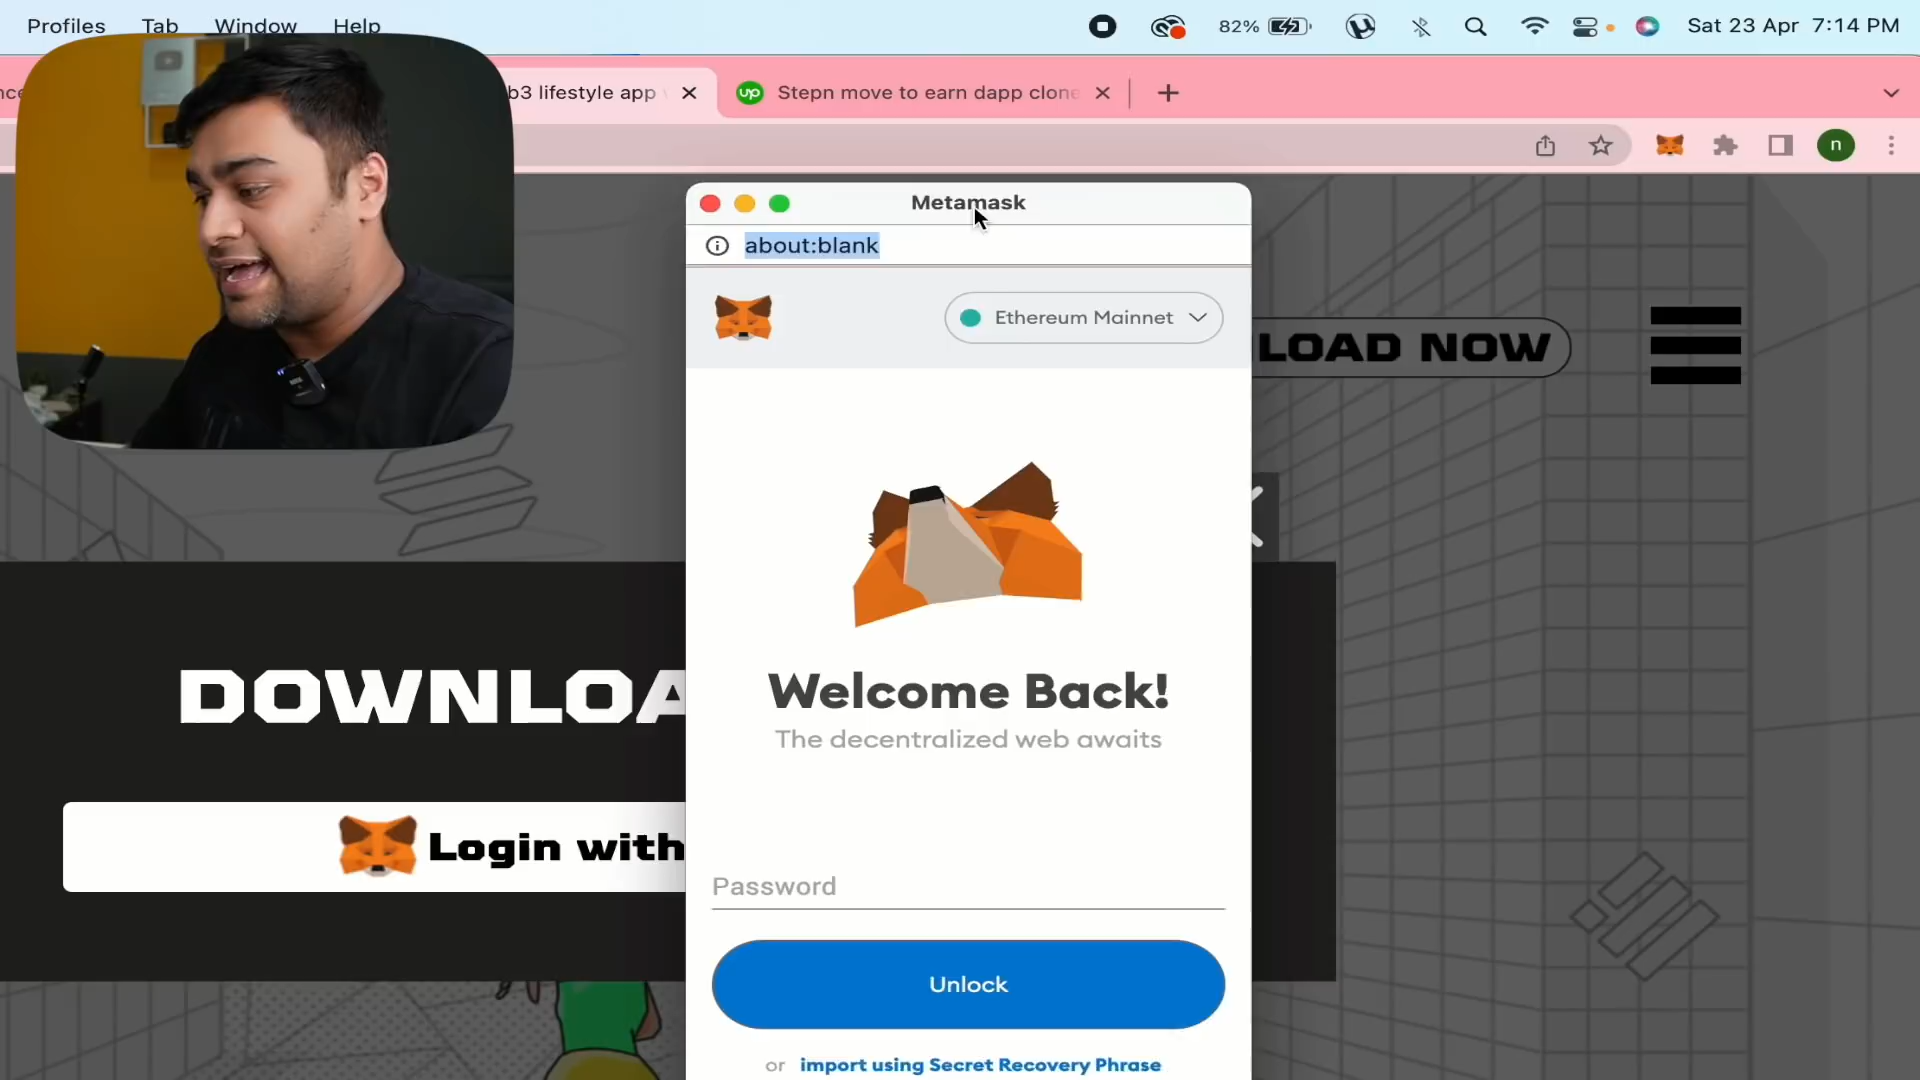 Profiles Tab Window Help 82% Sat 23 Apr 7:14 PM
b3 lifestyle app
up Stepn move to earn dapp clone
n
Metamask
about:blank
Ethereum Mainnet
LOAD NOW
Welcome Back!
The decentralized web awaits
DOWNLOA
Login with
Password
Unlock
or import using Secret Recovery Phrase